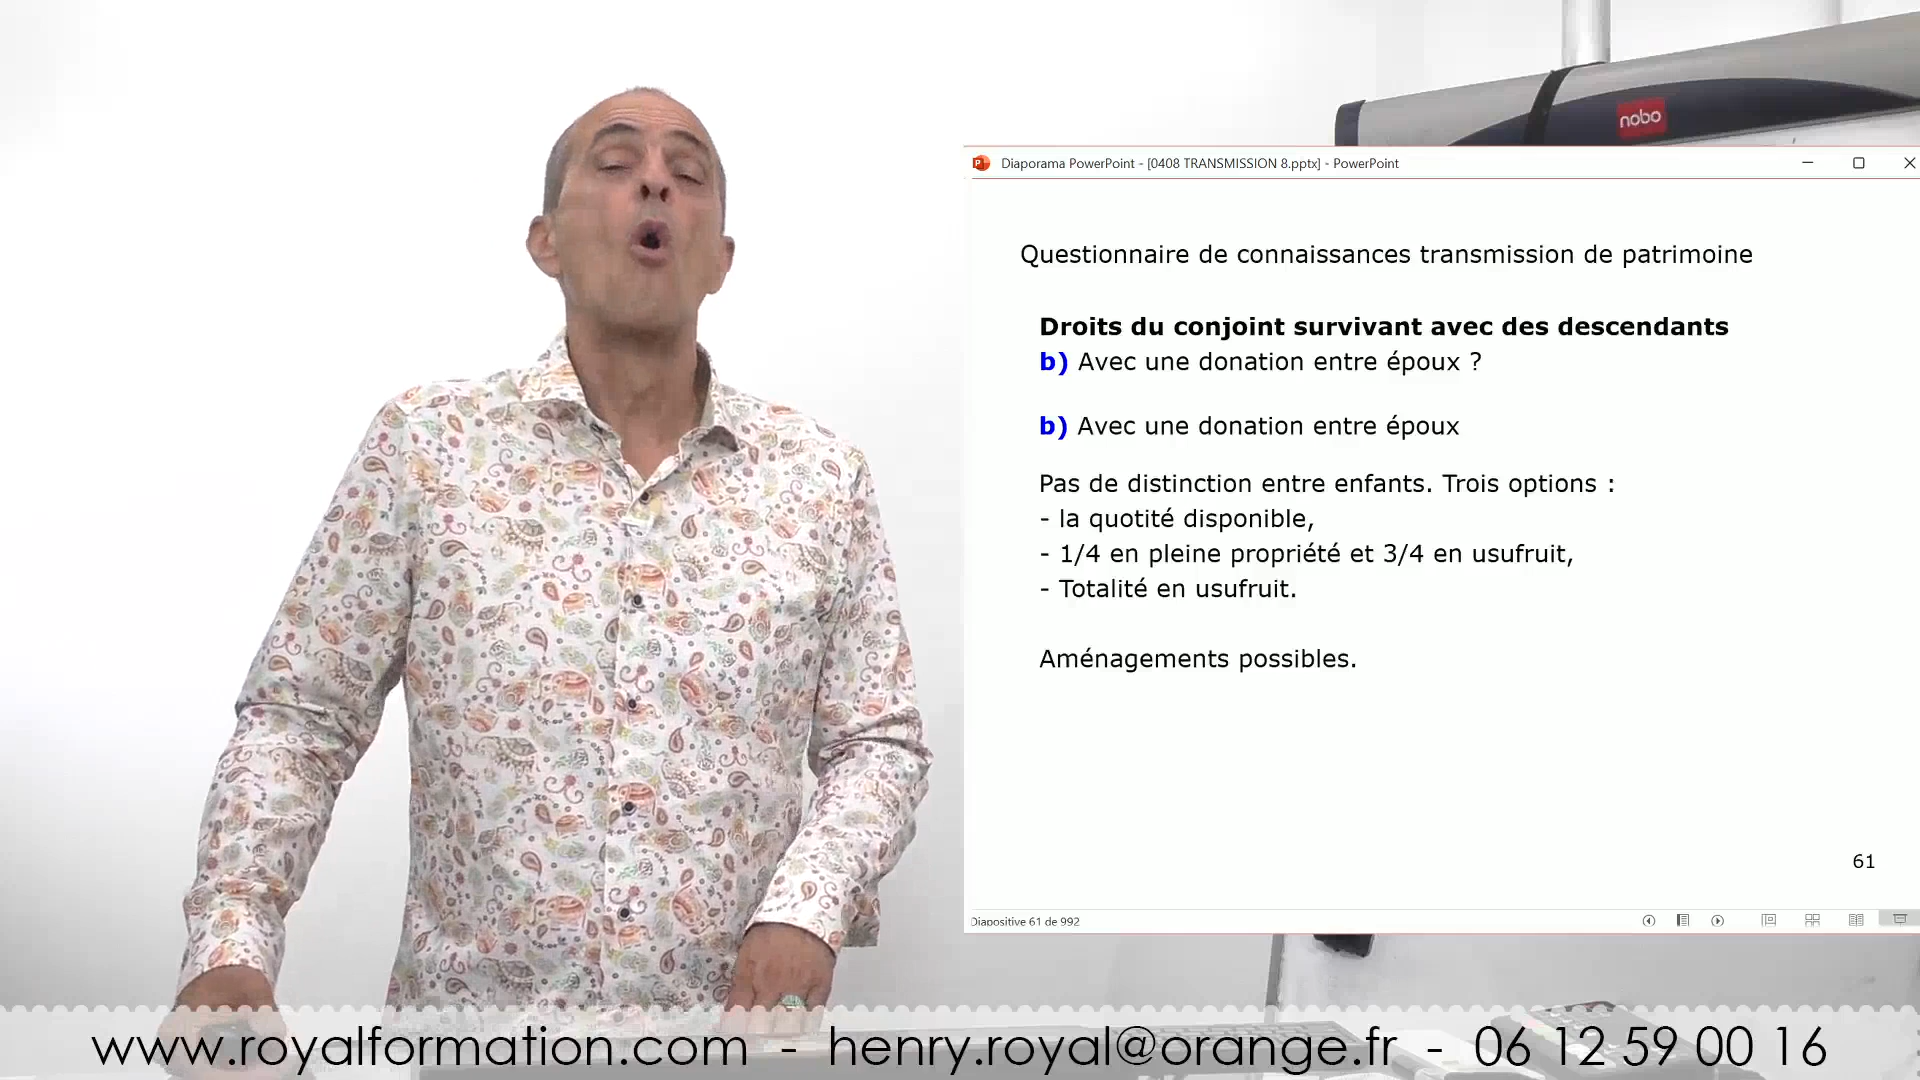 nobo
Diaporama PowerPoint - [0408 TRANSMISSION 8.pptx] - PowerPoint
Questionnaire de connaissances transmission de patrimoine
Droits du conjoint survivant avec des descendants
b) Avec une donation entre époux ?
b) Avec une donation entre époux
Pas de distinction entre enfants. Trois options :
- la quotité disponible,
- 1/4 en pleine propriété et 3/4 en usufruit,
- Totalité en usufruit.
Aménagements possibles.
61
Diapositive 61 de 992
www.royalformation.com - henry.royal@orange.fr - 06 12 59 00 16